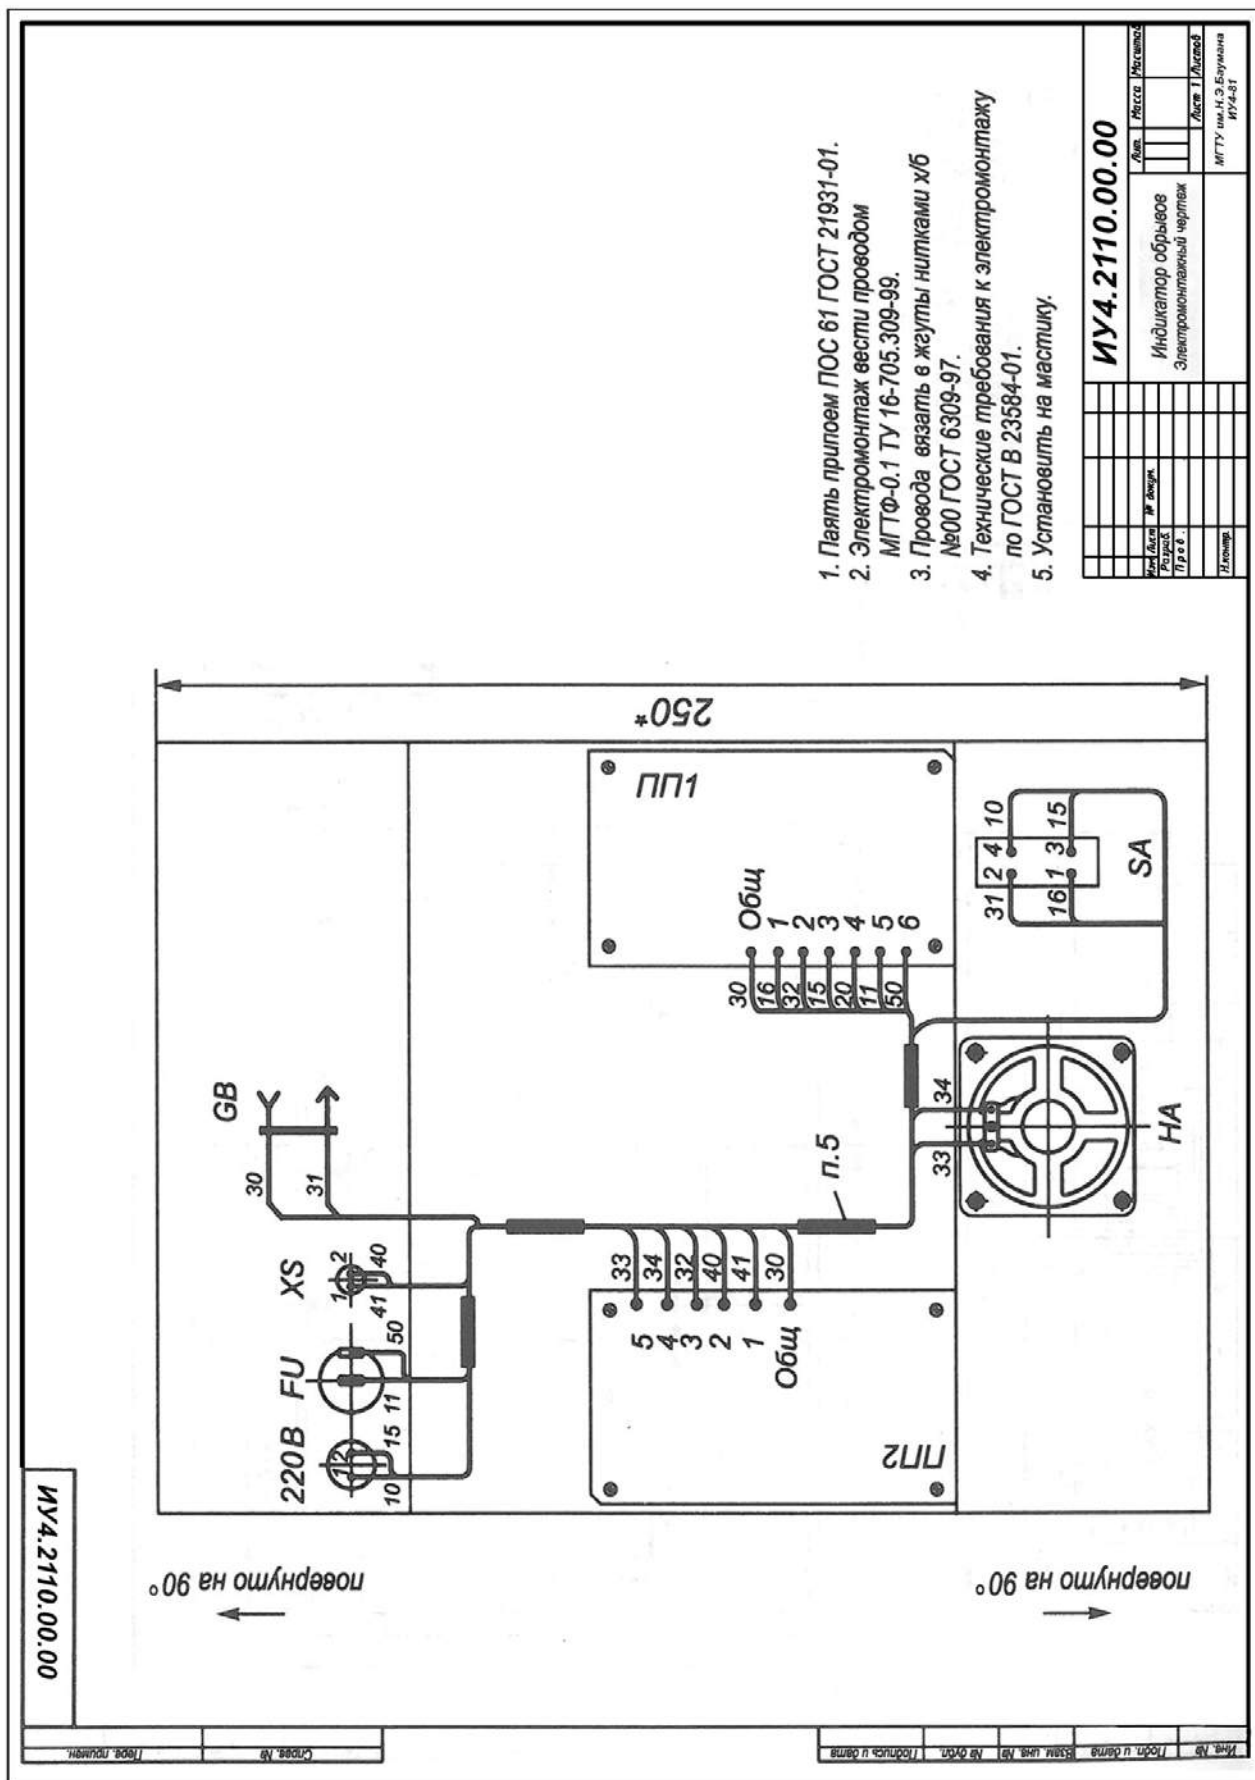 ИУ4.2110.00.00
Перв. примен.
Справ. №
Подпись и дата
№ дубл.
Взам. инв. №
Подп. и дата
Инв. №
повернуто на 90°
повернуто на 90°
220В
FU
XS
GB
1
2
10
15
11
50
1
2
41
40
30
31
ПП2
5
4
3
2
1
Общ
33
34
32
40
41
30
п.5
ПП1
Общ
1
2
3
4
5
6
30
16
32
15
20
11
50
33
34
HA
31
16
2
4
1
3
10
15
SA
250*
1. Паять припоем ПОС 61 ГОСТ 21931-01.
2. Электромонтаж вести проводом
МГТФ-0.1 ТУ 16-705.309-99.
3. Провода вязать в жгуты нитками х/б
№00 ГОСТ 6309-97.
4. Технические требования к электромонтажу
по ГОСТ В 23584-01.
5. Установить на мастику.
ИУ4.2110.00.00
Изм Лист № докум.
Разраб.
Пров.
Н.контр.
Индикатор обрывов
Электромонтажный чертеж
Лит. Масса Масштаб
Лист 1 Листов
МГТУ им.Н.Э.Баумана
ИУ4-81